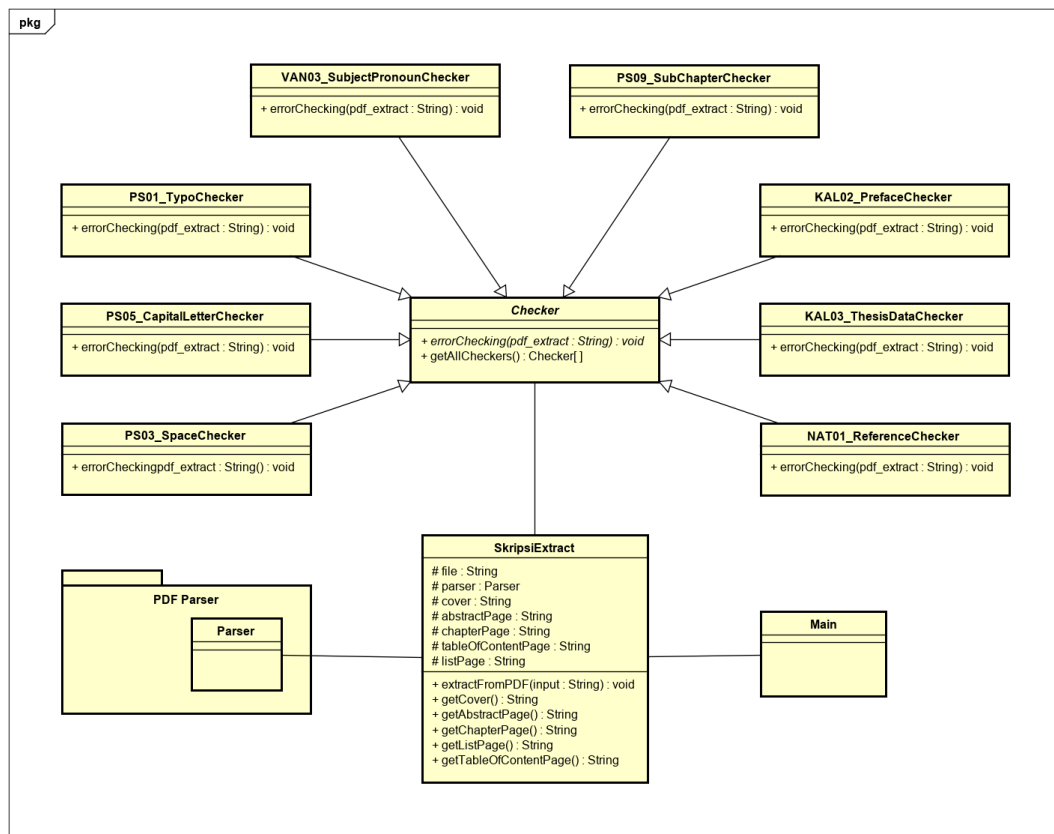 pkg
VAN03_SubjectPronounChecker
+ errorChecking(pdf_extract : String) : void
PS09_SubChapterChecker
+ errorChecking(pdf_extract : String) : void
PS01_TypoChecker
+ errorChecking(pdf_extract : String) : void
KAL02_PrefaceChecker
+ errorChecking(pdf_extract : String) : void
PS05_CapitalLetterChecker
+ errorChecking(pdf_extract : String) : void
Checker
+ errorChecking(pdf_extract : String) : void
+ getAllCheckers() : Checker[ ]
KAL03_ThesisDataChecker
+ errorChecking(pdf_extract : String) : void
PS03_SpaceChecker
+ errorCheckingpdf_extract : String() : void
NAT01_ReferenceChecker
+ errorChecking(pdf_extract : String) : void
PDF Parser
Parser
SkripsiExtract
# file : String
# parser : Parser
# cover : String
# abstractPage : String
# chapterPage : String
# tableOfContentPage : String
# listPage : String
+ extractFromPDF(input : String) : void
+ getCover() : String
+ getAbstractPage() : String
+ getChapterPage() : String
+ getListPage() : String
+ getTableOfContentPage() : String
Main